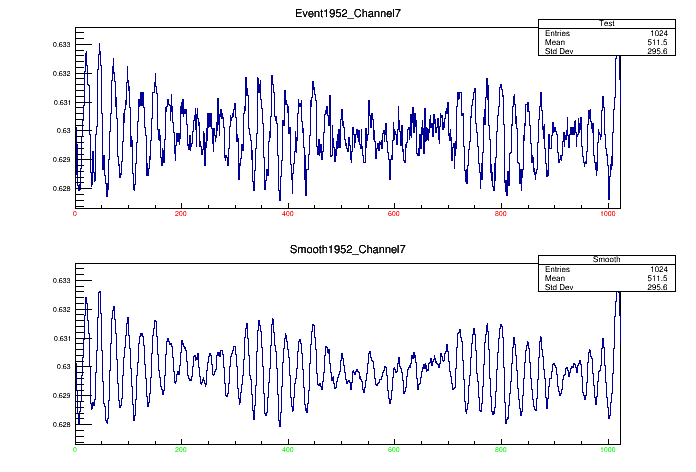 Event1952_Channel7
Test
Entries 1024
Mean 511.5
Std Dev 295.6
0.633
0.632
0.631
0.63
0.629
0.628
0 200 400 600 800 1000
Smooth1952_Channel7
Smooth
Entries 1024
Mean 511.5
Std Dev 295.6
0.633
0.632
0.631
0.63
0.629
0.628
0 200 400 600 800 1000